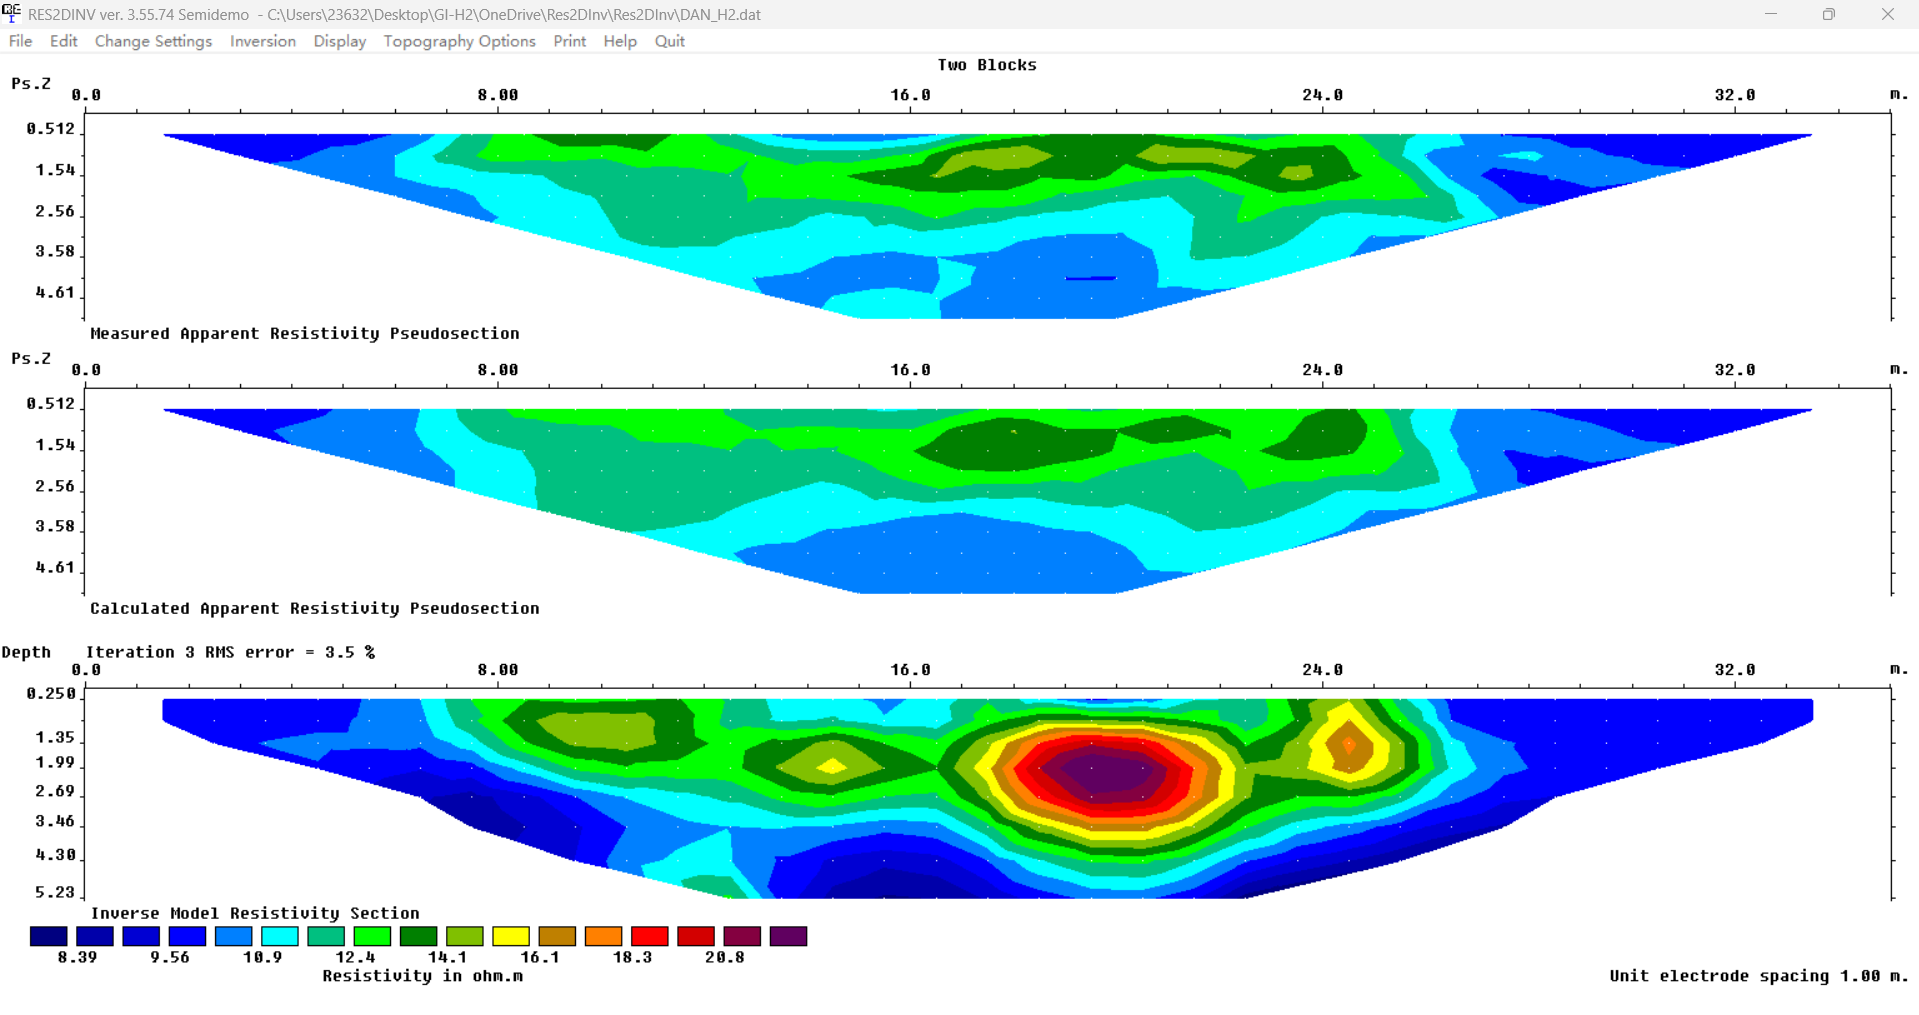 RES2DINV ver. 3.55.74 Semidemo - C:\Users\23632\Desktop\GI-H2\OneDrive\Res2DInv\Res2DInv\DAN_H2.dat
File Edit Change Settings Inversion Display Topography Options Print Help Quit
Two Blocks
Ps.Z
0.0 8.00 16.0 24.0 32.0 m.
0.512
1.54
2.56
3.58
4.61
Measured Apparent Resistivity Pseudosection
Ps.Z
0.0 8.00 16.0 24.0 32.0 m.
0.512
1.54
2.56
3.58
4.61
Calculated Apparent Resistivity Pseudosection
Depth Iteration 3 RMS error = 3.5 %
0.0 8.00 16.0 24.0 32.0 m.
0.250
1.35
1.99
2.69
3.46
4.30
5.23
Inverse Model Resistivity Section
8.39 9.56 10.9 12.4 14.1 16.1 18.3 20.8
Resistivity in ohm.m
Unit electrode spacing 1.00 m.